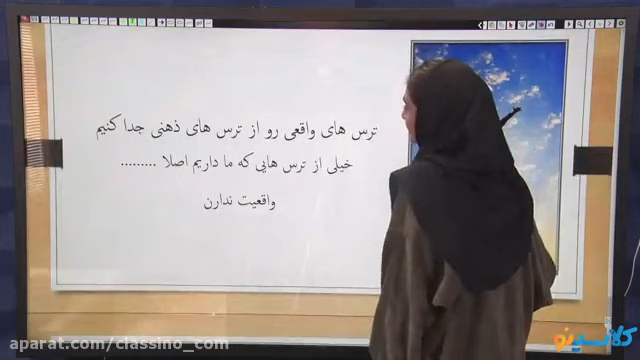 ترس های واقعی رو از ترس های ذهنی جدا کنیم
خیلی از ترس هایی که ما داریم اصلا .........
واقعیت ندارن
aparat.com/classino_com
کلاسینو